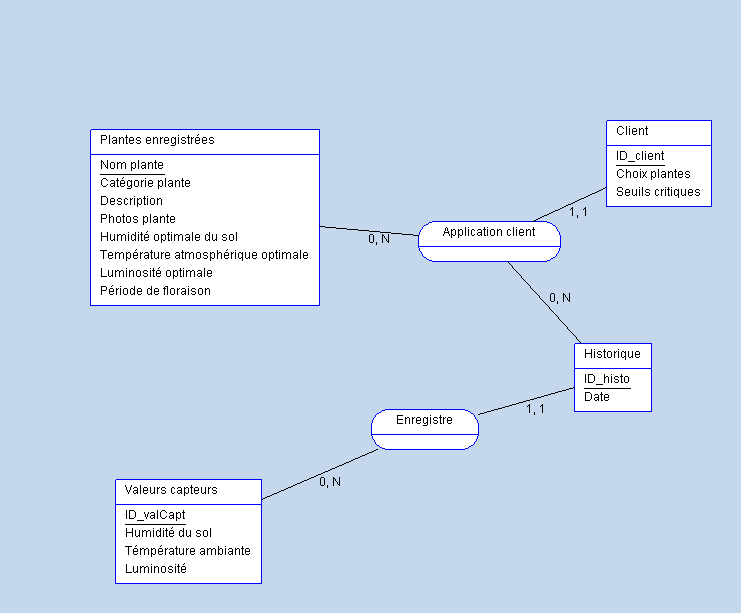 Plantes enregistrées
Nom plante
Catégorie plante
Description
Photos plante
Humidité optimale du sol
Température atmosphérique optimale
Luminosité optimale
Période de floraison
0, N
Application client
1, 1
Client
ID_client
Choix plantes
Seuils critiques
0, N
Historique
ID_histo
Date
1, 1
Enregistre
0, N
Valeurs capteurs
ID_valCapt
Humidité du sol
Témpérature ambiante
Luminosité